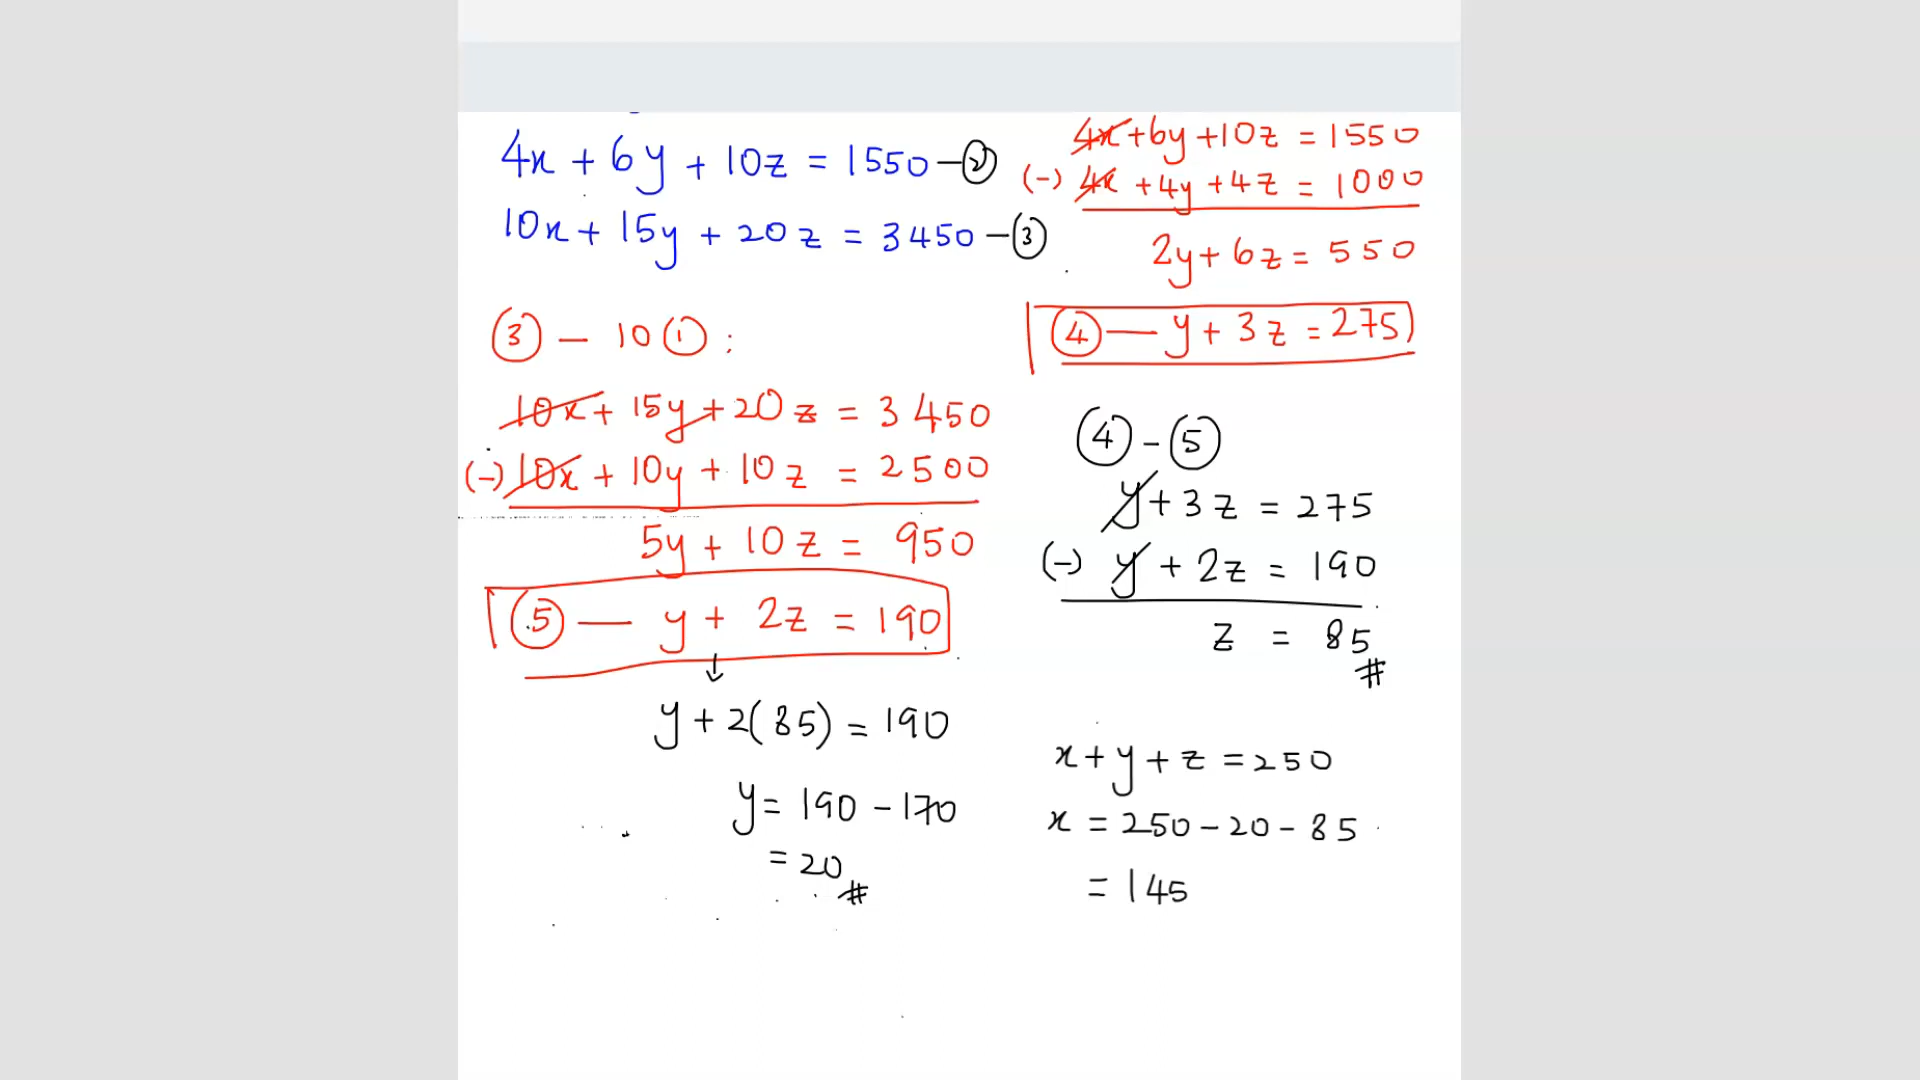 4x + 6y + 10z = 1550 — ②
10x + 15y + 20z = 3450 — ③
③ — 10 ① :
10x + 15y + 20z = 3450
(-) 10x + 10y + 10z = 2500
5y + 10z = 950
⑤ — y + 2z = 190
↓
y + 2(85) = 190
y = 190 - 170
= 20 #
4x + 6y + 10z = 1550
(-) 4x + 4y + 4z = 1000
2y + 6z = 550
④ — y + 3z = 275
④ - ⑤
y + 3z = 275
(-) y + 2z = 190
z = 85 #
x + y + z = 250
x = 250 - 20 - 85
= 145